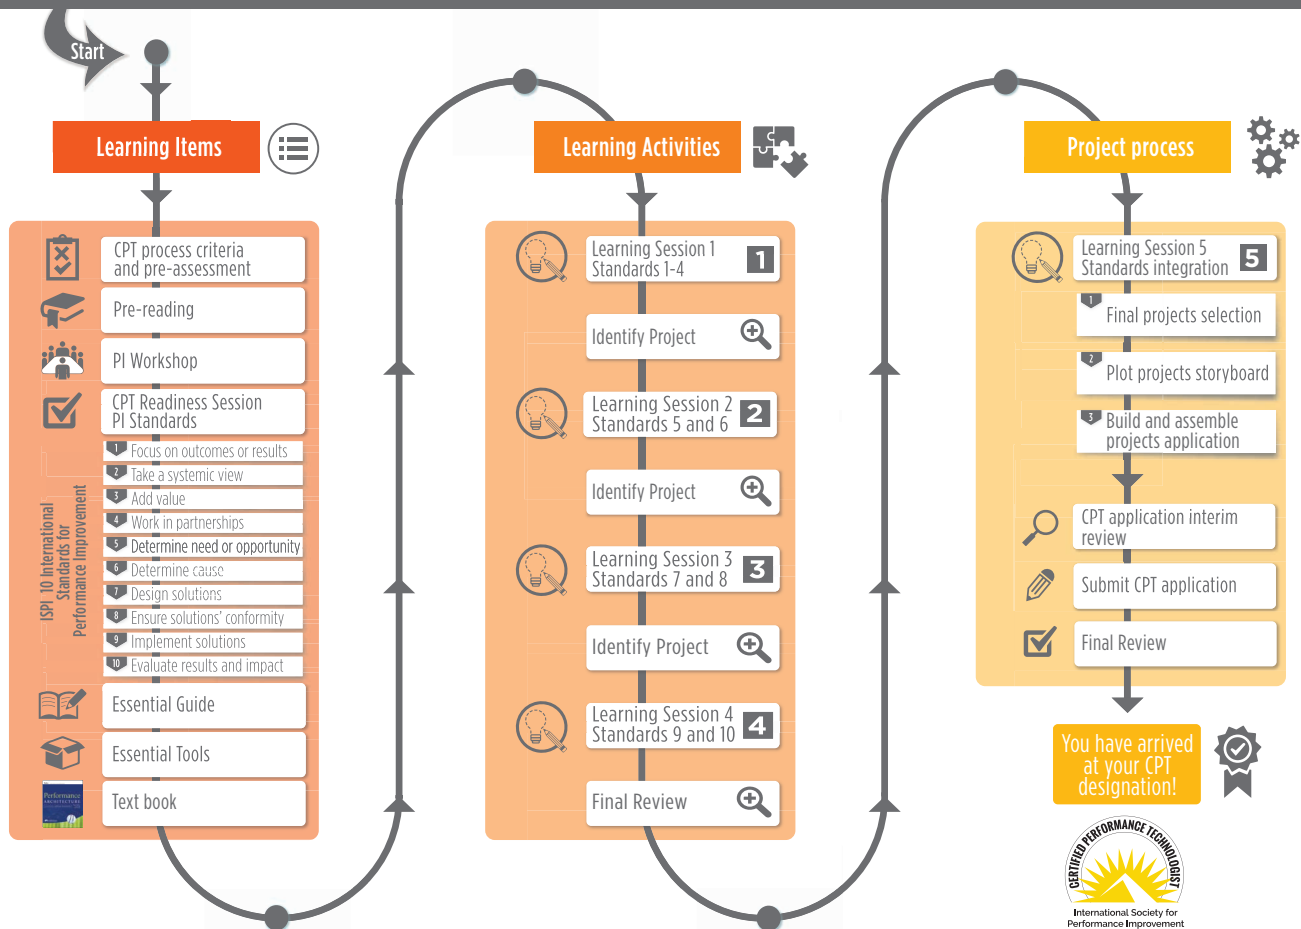 Start
Learning Items
CPT process criteria
and pre-assessment
Pre-reading
PI Workshop
CPT Readiness Session
PI Standards
ISPI 10 International
Standards for
Performance Improvement
1 Focus on outcomes or results
2 Take a systemic view
3 Add value
4 Work in partnerships
5 Determine need or opportunity
6 Determine cause
7 Design solutions
8 Ensure solutions' conformity
9 Implement solutions
10 Evaluate results and impact
Essential Guide
Essential Tools
Performance
ARCHITECTURE
Text book
Learning Activities
Learning Session 1
Standards 1-4
1
Identify Project
Learning Session 2
Standards 5 and 6
2
Identify Project
Learning Session 3
Standards 7 and 8
3
Identify Project
Learning Session 4
Standards 9 and 10
4
Final Review
Project process
Learning Session 5
Standards integration
5
1 Final projects selection
2 Plot projects storyboard
3 Build and assemble
projects application
CPT application interim
review
Submit CPT application
Final Review
You have arrived
at your CPT
designation!
CERTIFIED PERFORMANCE TECHNOLOGIST
International Society for
Performance Improvement